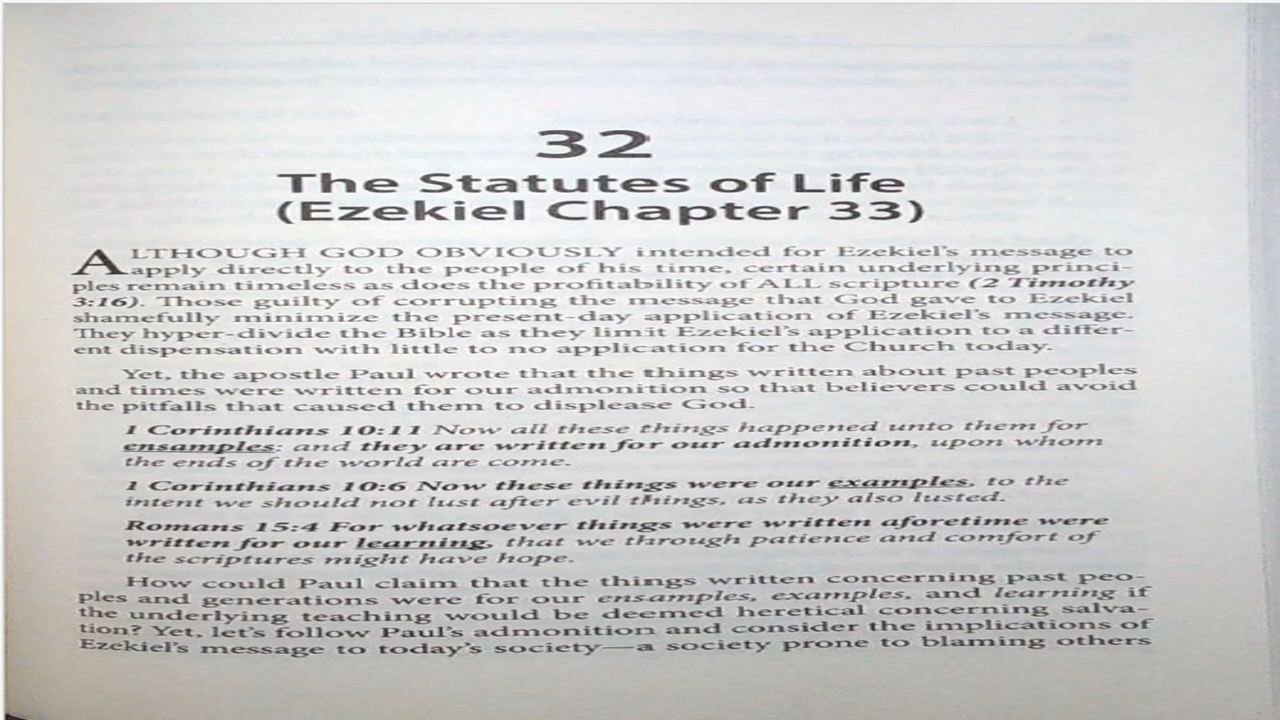 32
The Statutes of Life
(Ezekiel Chapter 33)
ALTHOUGH GOD OBVIOUSLY intended for Ezekiel's message to
apply directly to the people of his time, certain underlying princi-
ples remain timeless as does the profitability of ALL scripture (2 Timothy
3:16). Those guilty of corrupting the message that God gave to Ezekiel
shamefully minimize the present-day application of Ezekiel's message.
They hyper-divide the Bible as they limit Ezekiel's application to a differ-
ent dispensation with little to no application for the Church today.
Yet, the apostle Paul wrote that the things written about past peoples
and times were written for our admonition so that believers could avoid
the pitfalls that caused them to displease God.
1 Corinthians 10:11 Now all these things happened unto them for
ensamples: and they are written for our admonition, upon whom
the ends of the world are come.
1 Corinthians 10:6 Now these things were our examples, to the
intent we should not lust after evil things, as they also lusted.
Romans 15:4 For whatsoever things were written aforetime were
written for our learning, that we through patience and comfort of
the scriptures might have hope.
How could Paul claim that the things written concerning past peo-
ples and generations were for our ensamples, examples, and learning if
the underlying teaching would be deemed heretical concerning salva-
tion? Yet, let's follow Paul's admonition and consider the implications of
Ezekiel's message to today's society—a society prone to blaming others